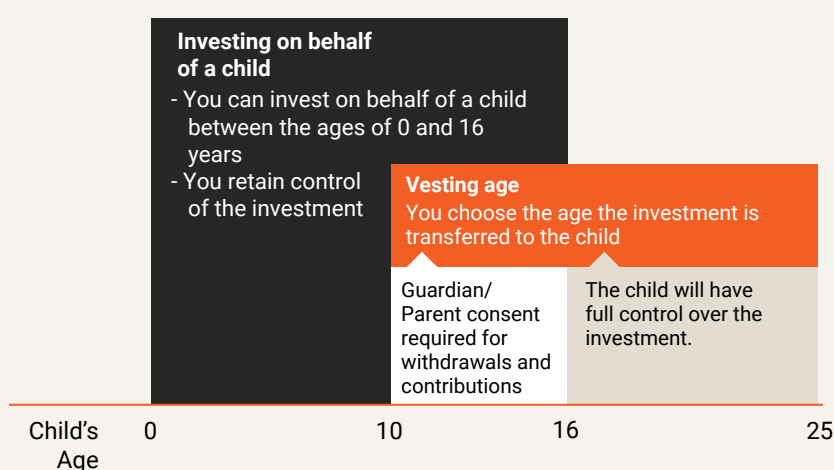 Investing on behalf
of a child
- You can invest on behalf of a child
between the ages of 0 and 16
years
- You retain control
of the investment
Vesting age
You choose the age the investment is
transferred to the child
Guardian/
Parent consent
required for
withdrawals and
contributions
The child will have
full control over the
investment.
Child's
Age
0
10
16
25